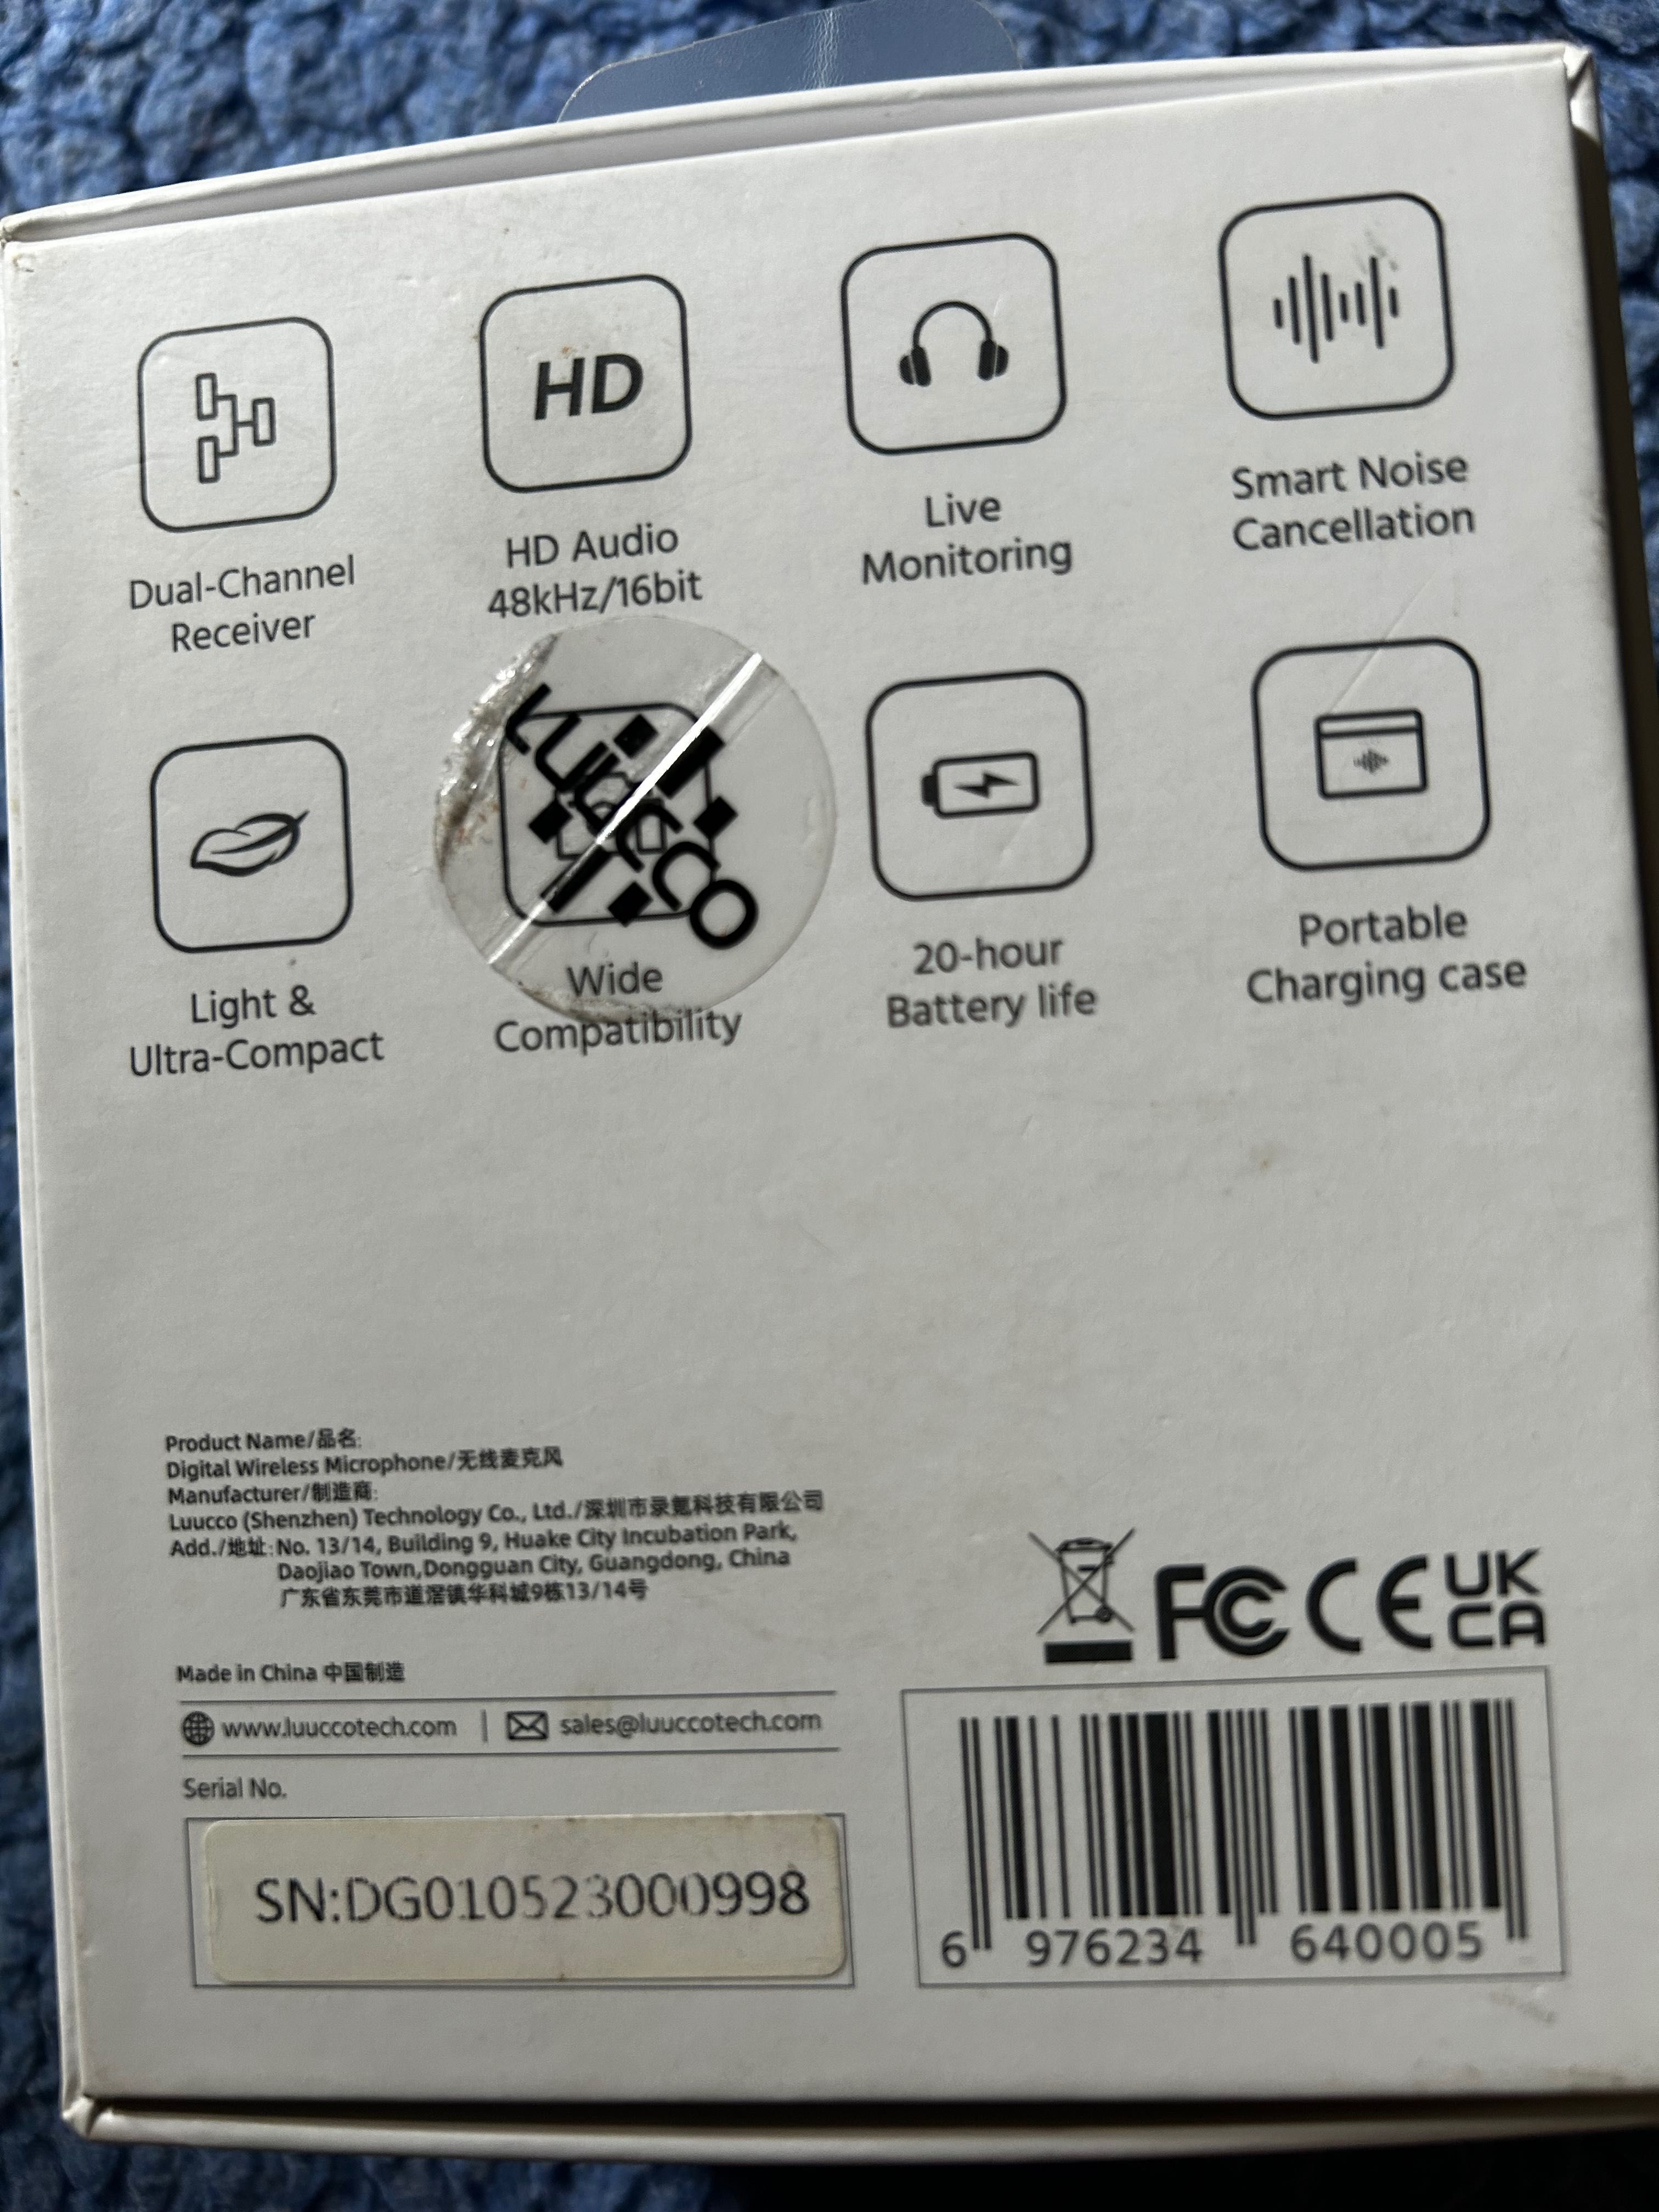 Dual-Channel
Receiver
HD
HD Audio
48kHz/16bit
Live
Monitoring
Smart Noise
Cancellation
Light &
Ultra-Compact
Luucco
Wide
Compatibility
20-hour
Battery life
Portable
Charging case
Product Name/品名:
Digital Wireless Microphone/无线麦克风
Manufacturer/制造商:
Luucco (Shenzhen) Technology Co., Ltd./深圳市录氪科技有限公司
Add./地址:No. 13/14, Building 9, Huake City Incubation Park,
Daojiao Town,Dongguan City, Guangdong, China
广东省东莞市道滘镇华科城9栋13/14号
Made in China 中国制造
www.luuccotech.com | sales@luuccotech.com
Serial No.
SN:DG010523000998
FC CE UK
CA
6 976234 640005